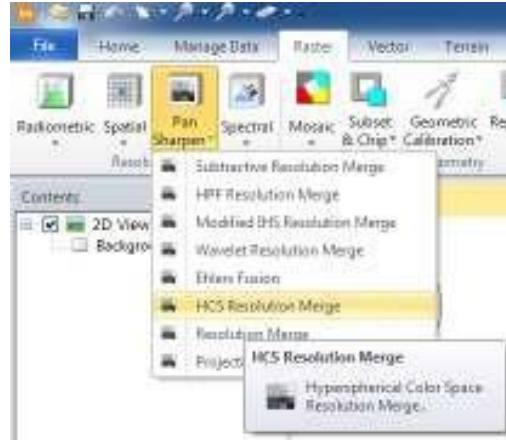 File Home Manage Data Raster Vector Terrain
Radiometric Spatial Pan Sharpen Spectral Mosaic Subset & Chip Geometric Calibration
Contents
Subtractive Resolution Merge
HPF Resolution Merge
2D View
Modified IHS Resolution Merge
Wavelet Resolution Merge
Ehlers Fusion
HCS Resolution Merge
Resolution Merge
HCS Resolution Merge
Hyperspherical Color Space
Resolution Merge.